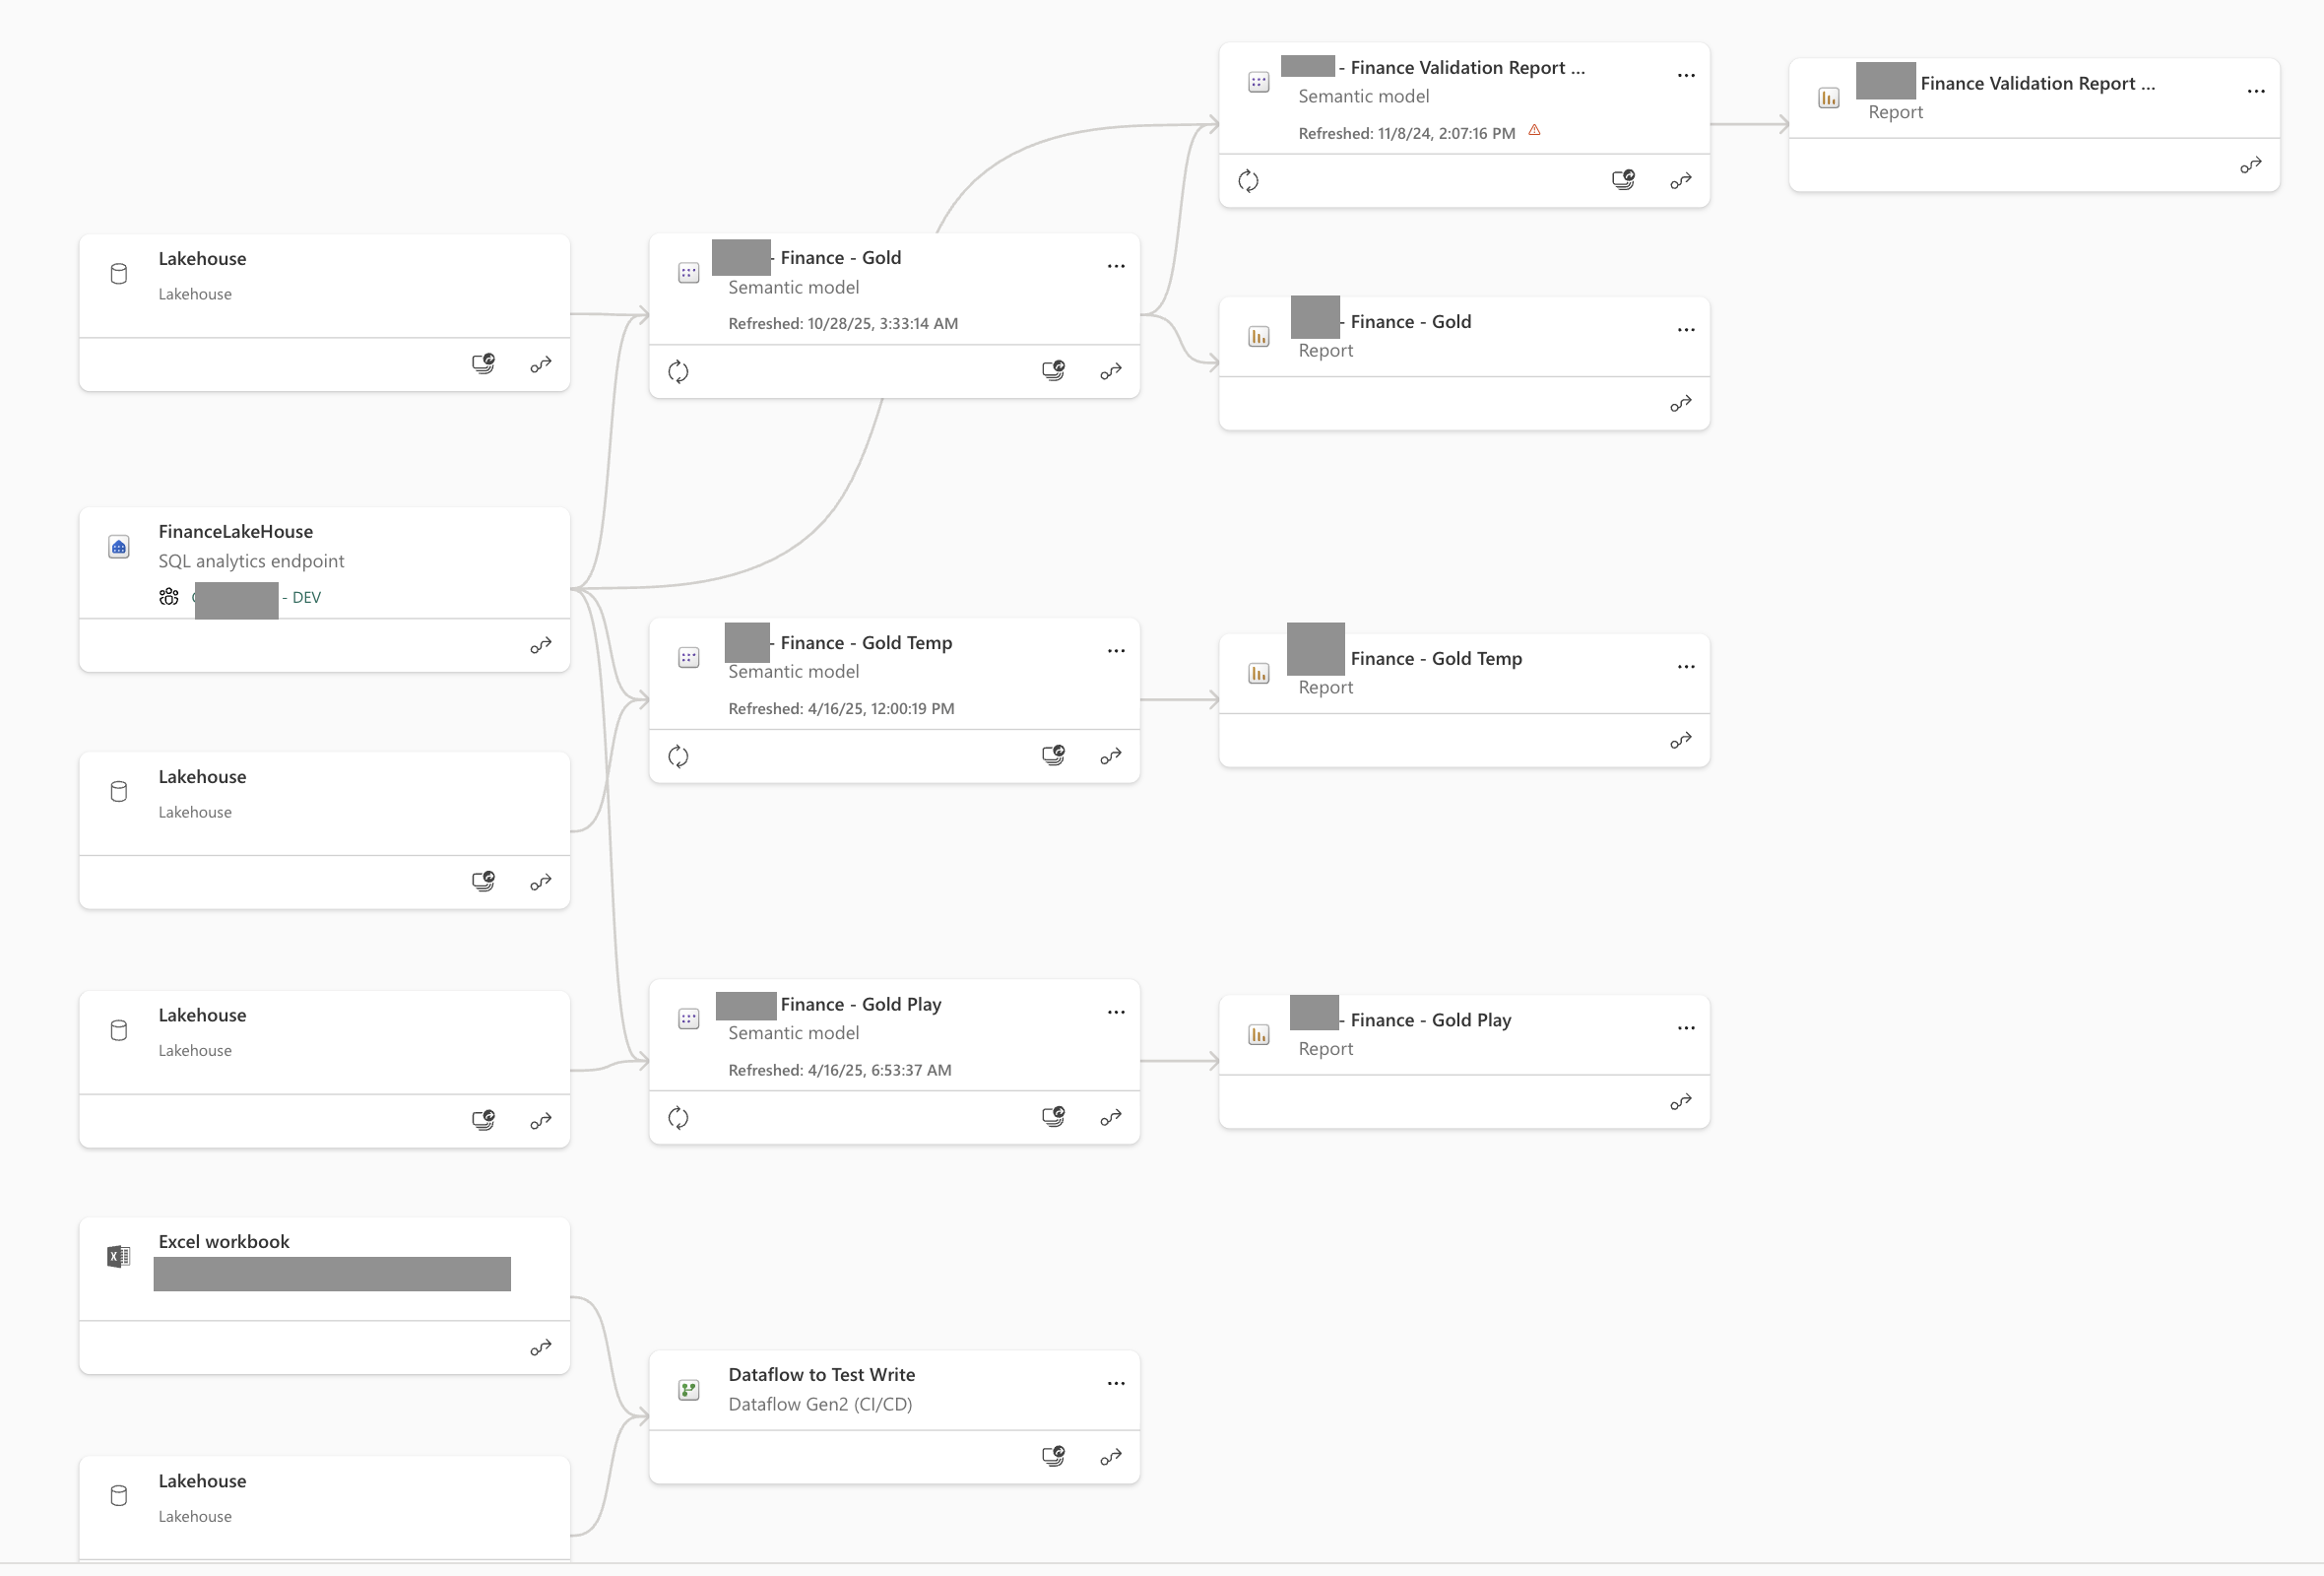 - Finance Validation Report ...
Semantic model
Refreshed: 11/8/24, 2:07:16 PM
Finance Validation Report ...
Report
Lakehouse
Lakehouse
- Finance - Gold
Semantic model
Refreshed: 10/28/25, 3:33:14 AM
- Finance - Gold
Report
FinanceLakeHouse
SQL analytics endpoint
- DEV
- Finance - Gold Temp
Semantic model
Refreshed: 4/16/25, 12:00:19 PM
Finance - Gold Temp
Report
Lakehouse
Lakehouse
Lakehouse
Lakehouse
Finance - Gold Play
Semantic model
Refreshed: 4/16/25, 6:53:37 AM
- Finance - Gold Play
Report
Excel workbook
Dataflow to Test Write
Dataflow Gen2 (CI/CD)
Lakehouse
Lakehouse